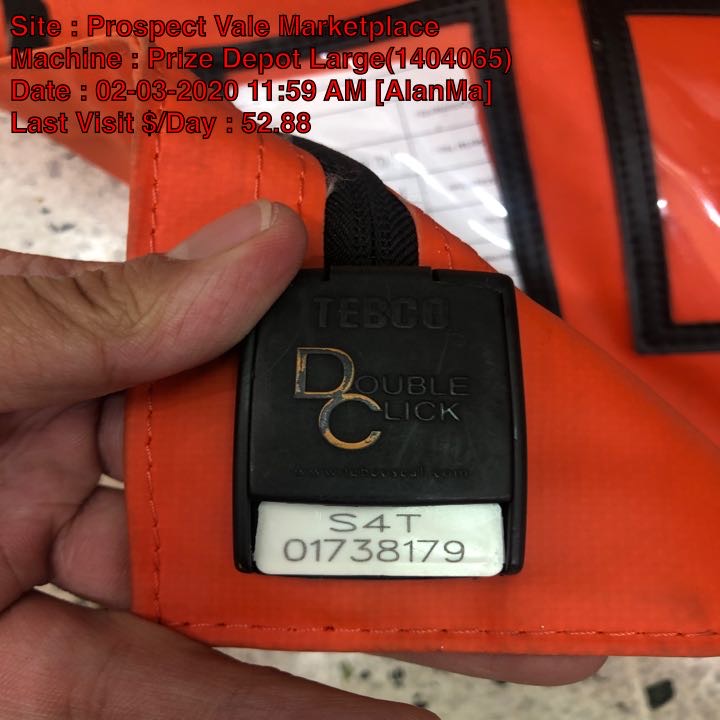 Site : Prospect Vale Marketplace
Machine : Prize Depot Large(1404065)
Date : 02-03-2020 11:59 AM [AlanMa]
Last Visit $/Day : 52.88
TEBCO
DOUBLE
CLICK
S4T
01738179